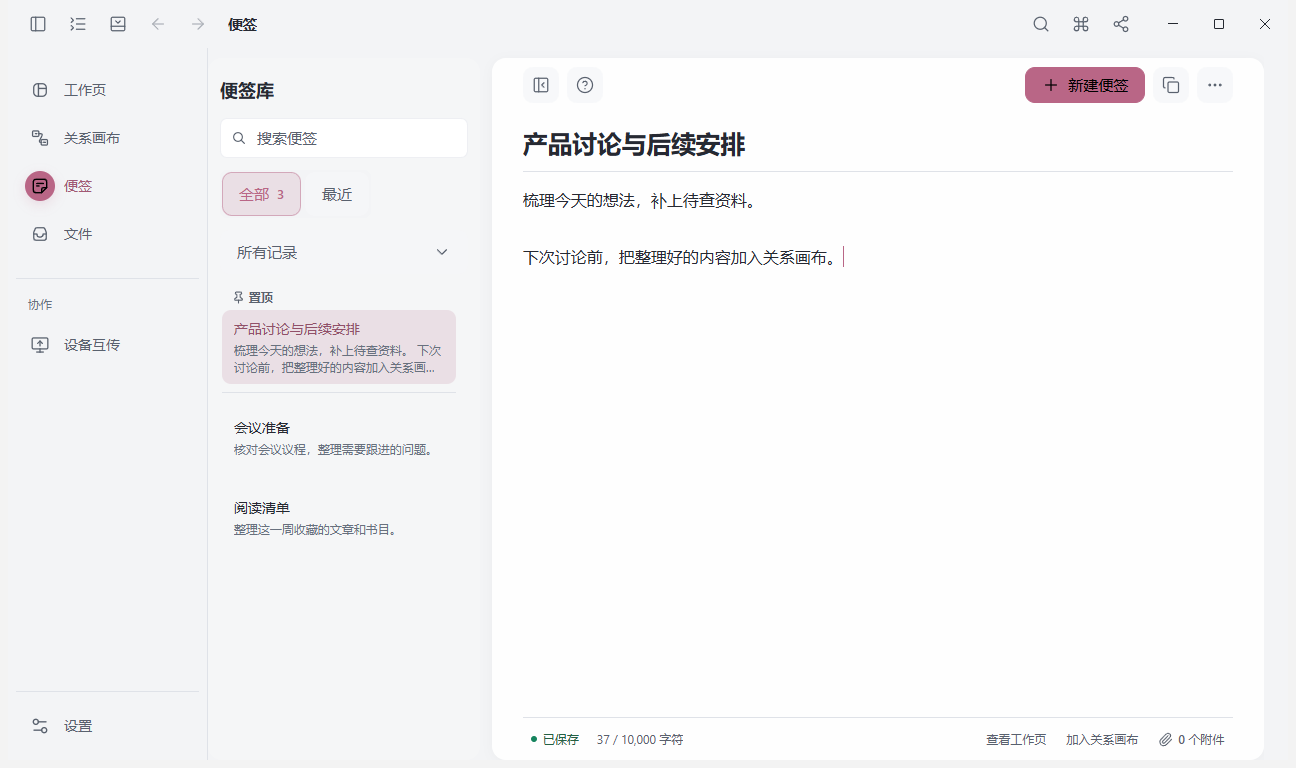 便签
工作页
关系画布
便签
文件
协作
设备互传
设置
便签库
搜索便签
全部 3
最近
所有记录
置顶
产品讨论与后续安排
梳理今天的想法，补上待查资料。 下次
讨论前，把整理好的内容加入关系画...
会议准备
核对会议议程，整理需要跟进的问题。
阅读清单
整理这一周收藏的文章和书目。
新建便签
产品讨论与后续安排
梳理今天的想法，补上待查资料。
下次讨论前，把整理好的内容加入关系画布。
已保存
37 / 10,000 字符
查看工作页
加入关系画布
0 个附件